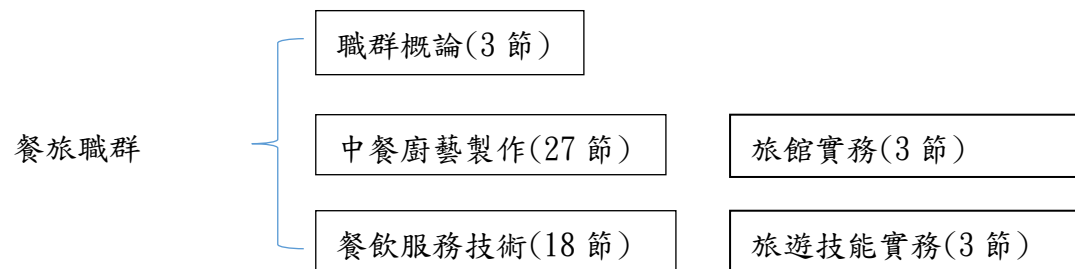 職群概論(3 節)
餐旅職群
中餐廚藝製作(27 節)
旅館實務(3 節)
餐飲服務技術(18 節)
旅遊技能實務(3 節)